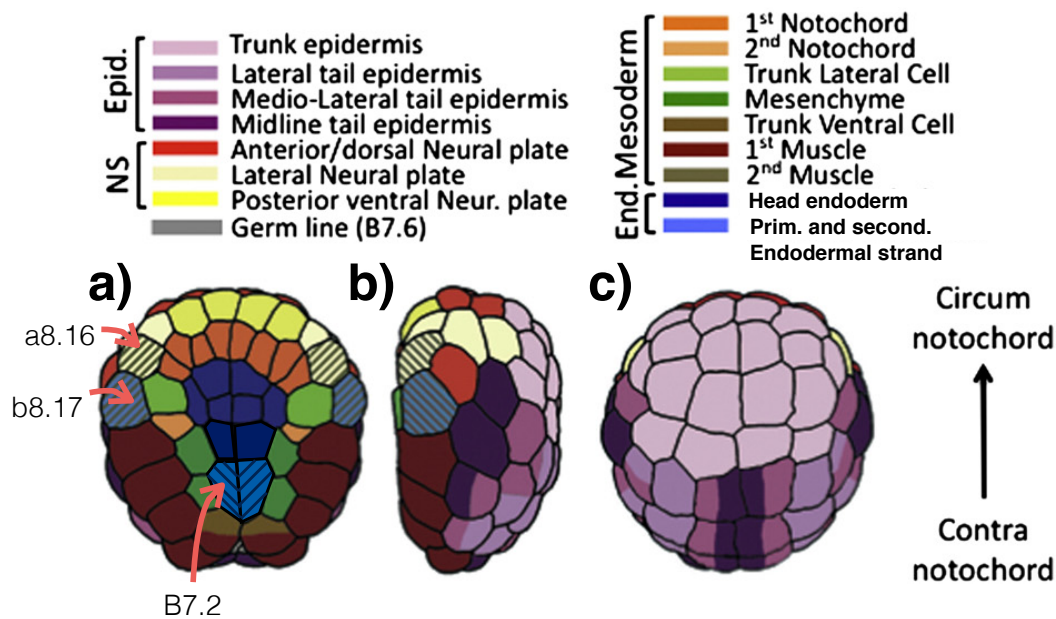 Epid.
Trunk epidermis
Lateral tail epidermis
Medio-Lateral tail epidermis
Midline tail epidermis
NS
Anterior/dorsal Neural plate
Lateral Neural plate
Posterior ventral Neur. plate
Germ line (B7.6)
Mesoderm
1st Notochord
2nd Notochord
Trunk Lateral Cell
Mesenchyme
Trunk Ventral Cell
1st Muscle
2nd Muscle
End.
Head endoderm
Prim. and second.
Endodermal strand
a)
b)
c)
a8.16
b8.17
B7.2
Circum
notochord
Contra
notochord